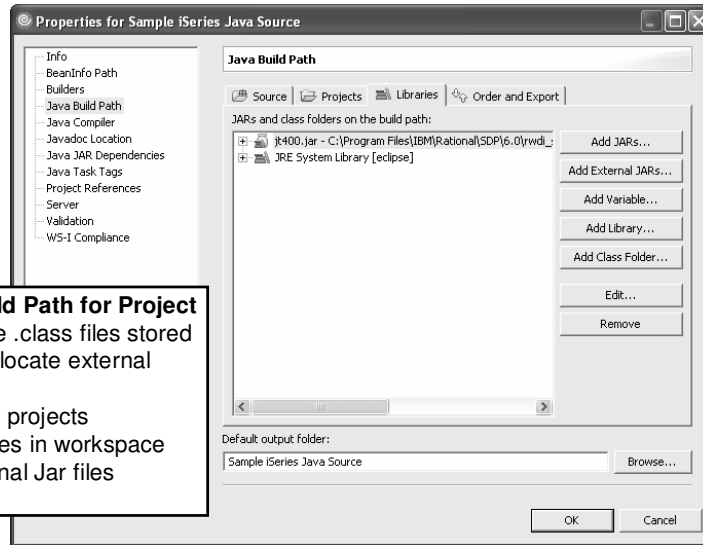 Properties for Sample iSeries Java Source
Info
BeanInfo Path
Builders
Java Build Path
Java Compiler
Javadoc Location
Java JAR Dependencies
Java Task Tags
Project References
Server
Validation
WS-I Compliance
Java Build Path
Source
Projects
Libraries
Order and Export
JARs and class folders on the build path:
jt400.jar - C:\Program Files\IBM\Rational\SDP\6.0\rwdi_
JRE System Library [eclipse]
Add JARs...
Add External JARs...
Add Variable...
Add Library...
Add Class Folder...
Edit...
Remove
Default output folder:
Sample iSeries Java Source
Browse...
OK
Cancel
Path for Project
.class files stored
locate external
projects
in workspace
Jar files